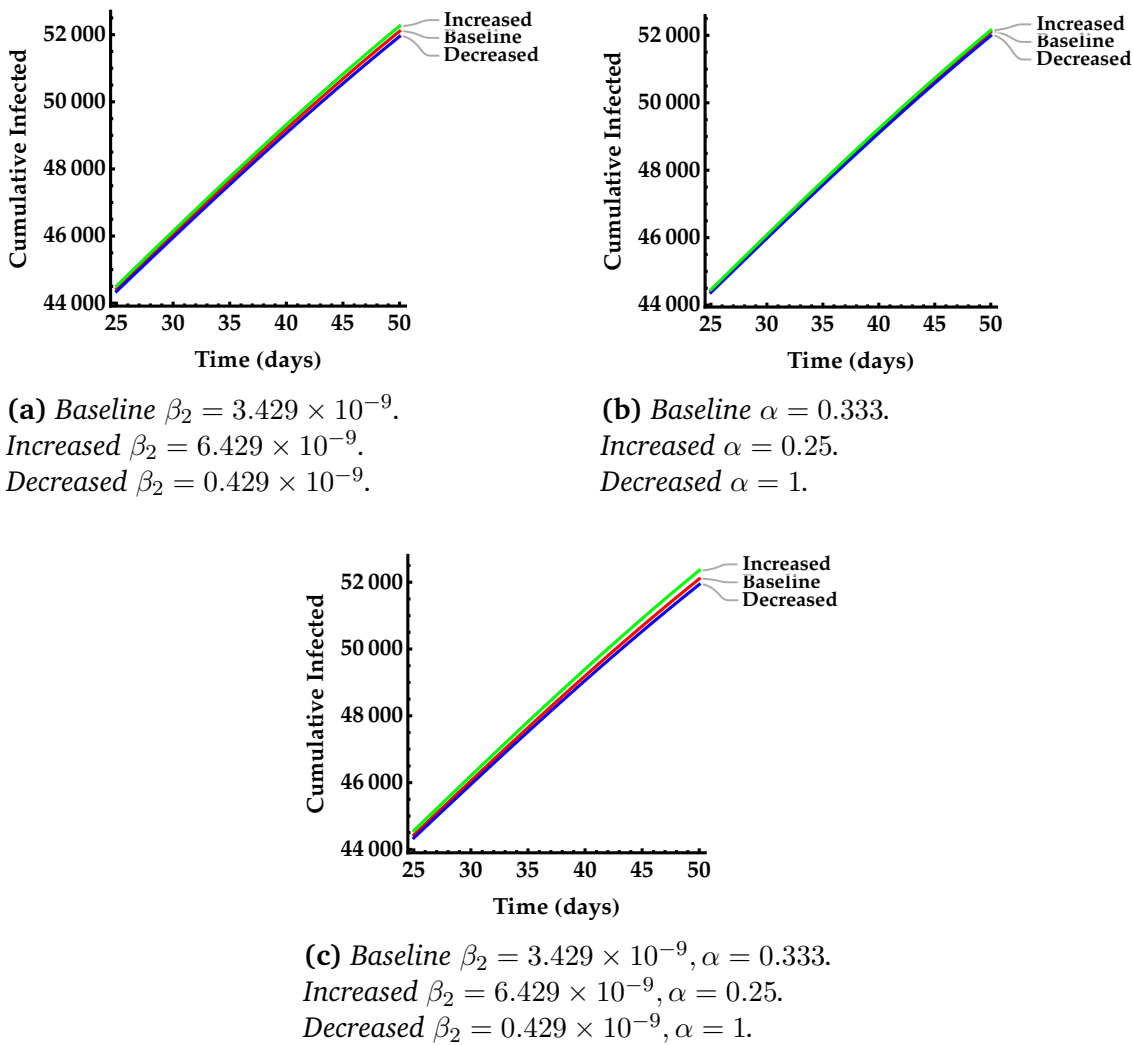 Increased
Baseline
Decreased
52 000
50 000
48 000
46 000
44 000
25 30 35 40 45 50
Cumulative Infected
Time (days)
(a) Baseline β₂ = 3.429 × 10⁻⁹.
Increased β₂ = 6.429 × 10⁻⁹.
Decreased β₂ = 0.429 × 10⁻⁹.
Increased
Baseline
Decreased
52 000
50 000
48 000
46 000
44 000
25 30 35 40 45 50
Cumulative Infected
Time (days)
(b) Baseline α = 0.333.
Increased α = 0.25.
Decreased α = 1.
Increased
Baseline
Decreased
52 000
50 000
48 000
46 000
44 000
25 30 35 40 45 50
Cumulative Infected
Time (days)
(c) Baseline β₂ = 3.429 × 10⁻⁹, α = 0.333.
Increased β₂ = 6.429 × 10⁻⁹, α = 0.25.
Decreased β₂ = 0.429 × 10⁻⁹, α = 1.